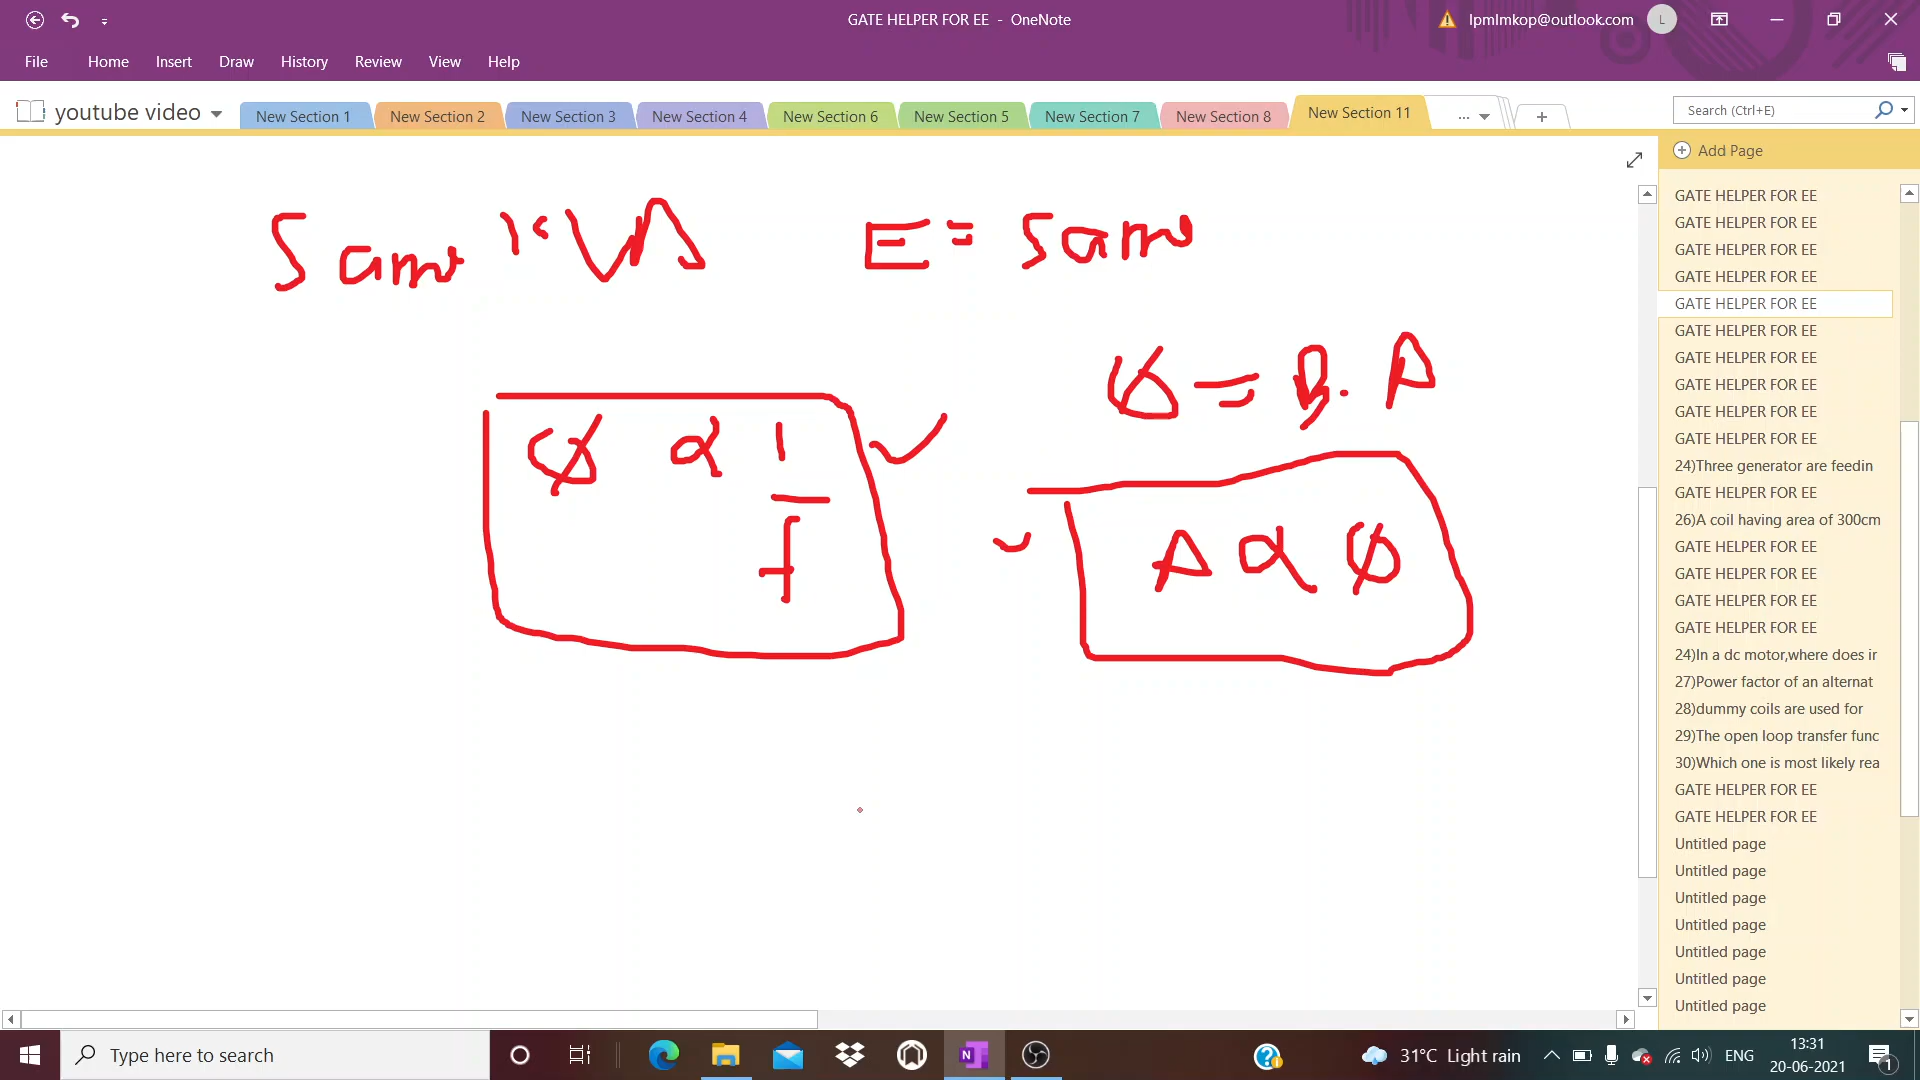 GATE HELPER FOR EE - OneNote
lpmlmkop@outlook.com
L
File Home Insert Draw History Review View Help
youtube video
New Section 1 New Section 2 New Section 3 New Section 4 New Section 6 New Section 5 New Section 7 New Section 8 New Section 11 ... +
Search (Ctrl+E)
Add Page
Same KVA E = Same
Φ = B. A
Φ α 1
f
A α Φ
GATE HELPER FOR EE
GATE HELPER FOR EE
GATE HELPER FOR EE
GATE HELPER FOR EE
GATE HELPER FOR EE
GATE HELPER FOR EE
GATE HELPER FOR EE
GATE HELPER FOR EE
GATE HELPER FOR EE
GATE HELPER FOR EE
24)Three generator are feedin
GATE HELPER FOR EE
26)A coil having area of 300cm
GATE HELPER FOR EE
GATE HELPER FOR EE
GATE HELPER FOR EE
GATE HELPER FOR EE
24)In a dc motor,where does ir
27)Power factor of an alternat
28)dummy coils are used for
29)The open loop transfer func
30)Which one is most likely rea
GATE HELPER FOR EE
GATE HELPER FOR EE
Untitled page
Untitled page
Untitled page
Untitled page
Untitled page
Untitled page
Untitled page
Type here to search
31°C Light rain
ENG
13:31
20-06-2021
1